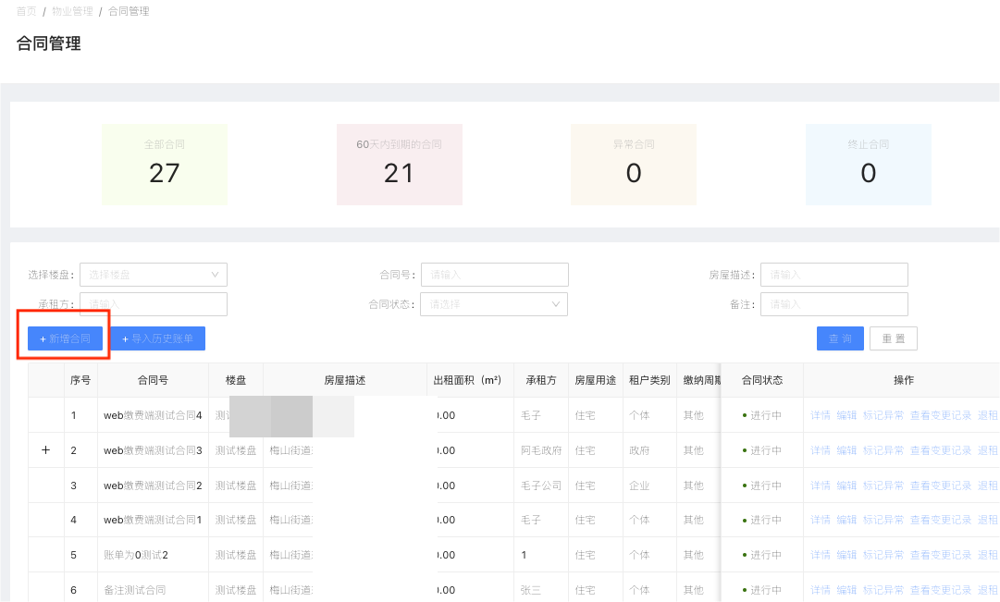 首页 / 物业管理 / 合同管理
合同管理
全部合同 60天内到期的合同 异常合同 终止合同
27 21 0 0
选择楼盘: 选择楼盘 合同号: 请输入 房屋描述: 请输入
承租方: 请输入 合同状态: 请选择 备注: 请输入
+ 新增合同 + 导入历史账单 查 询 重 置
序号 合同号 楼盘 房屋描述 出租面积（m²） 承租方 房屋用途 租户类别 缴纳周期 合同状态 操作
1 web缴费端测试合同4 测试 .00 毛子 住宅 个体 其他 进行中 详情 编辑 标记异常 查看变更记录 退租
+ 2 web缴费端测试合同3 测试楼盘 梅山街道 .00 阿毛政府 住宅 政府 其他 进行中 详情 编辑 标记异常 查看变更记录 退租
3 web缴费端测试合同2 测试楼盘 梅山街道 .00 毛子公司 住宅 企业 其他 进行中 详情 编辑 标记异常 查看变更记录 退租
4 web缴费端测试合同1 测试楼盘 梅山街道 .00 毛子 住宅 个体 其他 进行中 详情 编辑 标记异常 查看变更记录 退租
5 账单为0测试2 测试楼盘 梅山街道 .00 1 住宅 个体 其他 进行中 详情 编辑 标记异常 查看变更记录 退租
6 备注测试合同 测试楼盘 梅山街道 .00 张三 住宅 个体 其他 进行中 详情 编辑 标记异常 查看变更记录 退租